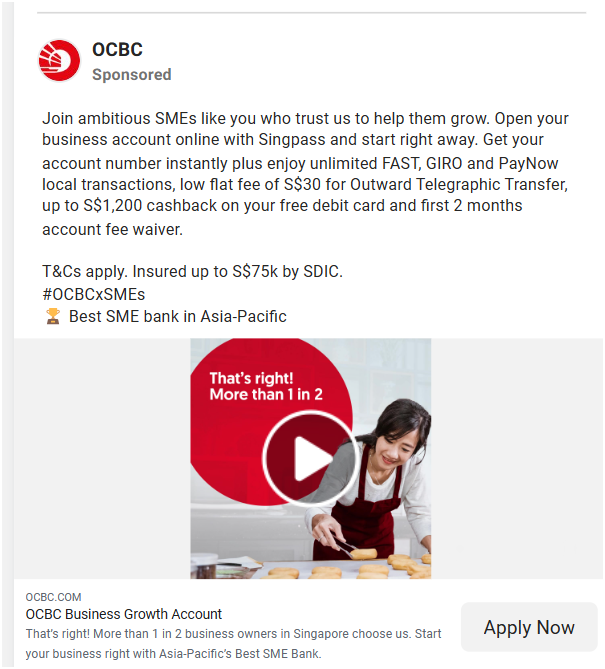 OCBC
Sponsored
Join ambitious SMEs like you who trust us to help them grow. Open your
business account online with Singpass and start right away. Get your
account number instantly plus enjoy unlimited FAST, GIRO and PayNow
local transactions, low flat fee of S$30 for Outward Telegraphic Transfer,
up to S$1,200 cashback on your free debit card and first 2 months
account fee waiver.
T&Cs apply. Insured up to S$75k by SDIC.
#OCBCxSMEs
🏆 Best SME bank in Asia-Pacific
That's right!
More than 1 in 2
OCBC.COM
OCBC Business Growth Account
That's right! More than 1 in 2 business owners in Singapore choose us. Start
your business right with Asia-Pacific's Best SME Bank.
Apply Now